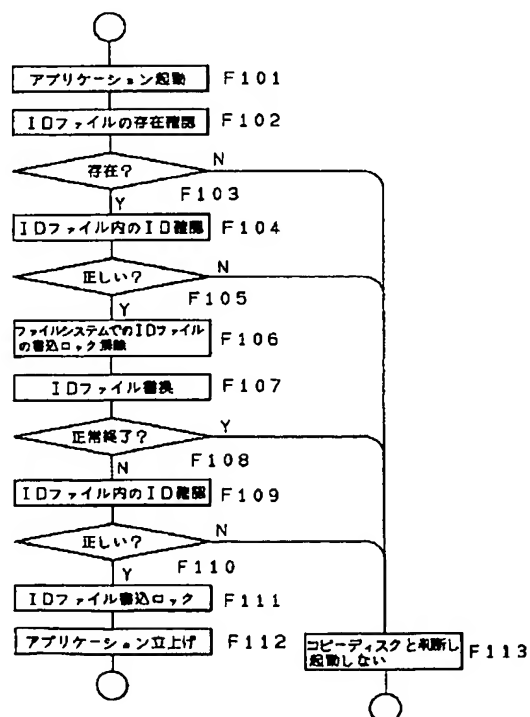 アプリケーション起動 F101
IDファイルの存在確認 F102
存在? N
F103
Y
IDファイル内のID確認 F104
正しい? N
F105
Y
ファイルシステムでのIDファイル
の書込ロック解除 F106
IDファイル書換 F107
正常終了? Y
F108
N
IDファイル内のID確認 F109
正しい? N
F110
Y
IDファイル書込ロック F111
アプリケーション立上げ F112
コピーディスクと判断し
起動しない F113